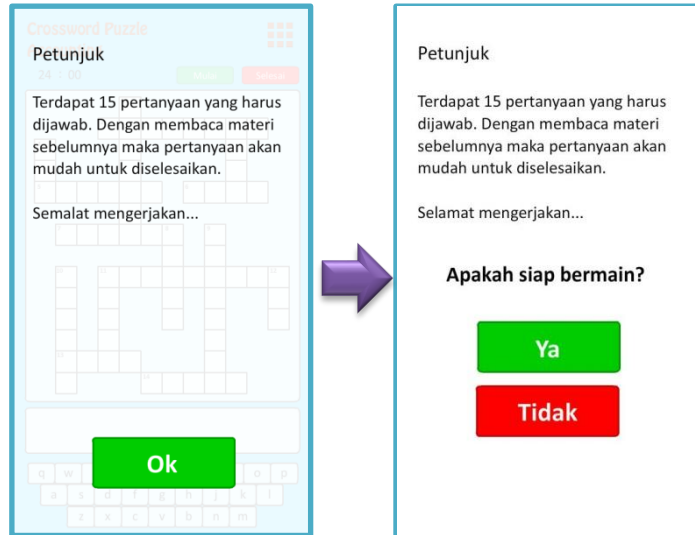 Crossword Puzzle
Petunjuk
24 : 00
Mulai
Selesai
Terdapat 15 pertanyaan yang harus
dijawab. Dengan membaca materi
sebelumnya maka pertanyaan akan
mudah untuk diselesaikan.
Semalat mengerjakan...
Ok
q w o p
a s d f g h j k l
z x c v b n m
Petunjuk
Terdapat 15 pertanyaan yang harus
dijawab. Dengan membaca materi
sebelumnya maka pertanyaan akan
mudah untuk diselesaikan.
Selamat mengerjakan...
Apakah siap bermain?
Ya
Tidak